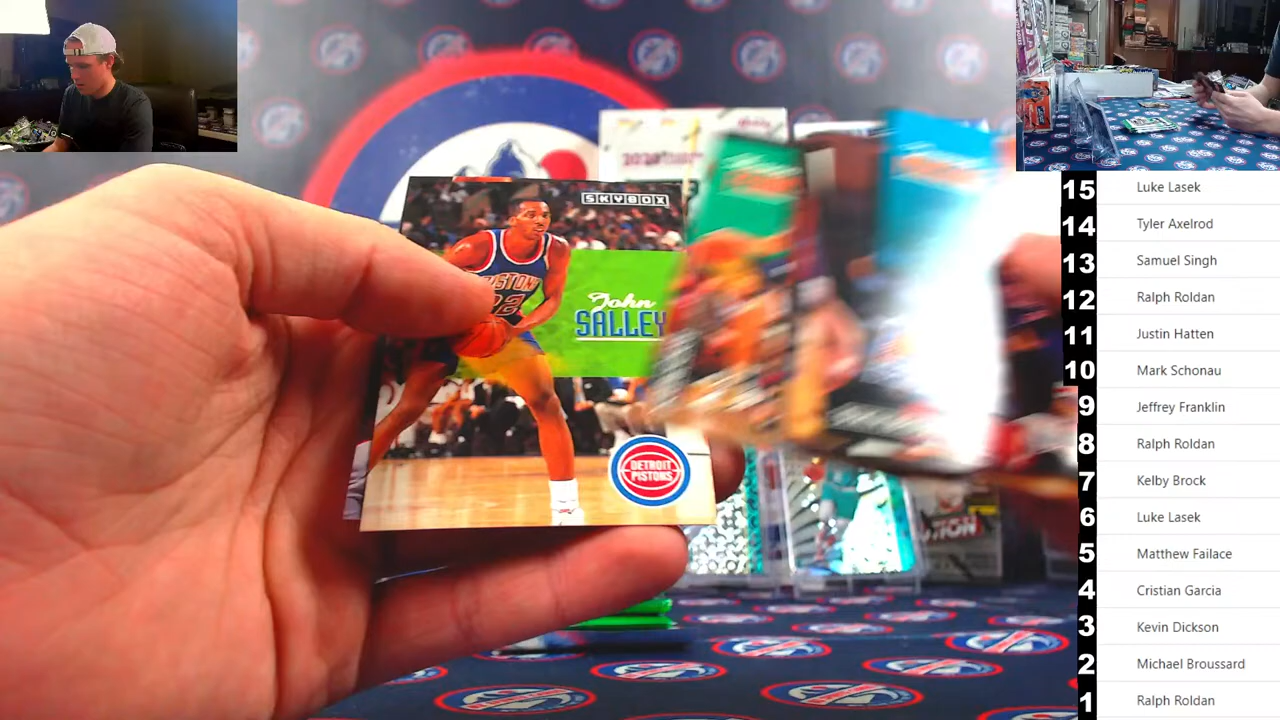 SKYBOX
PISTONS
22
John
SALLEY
DETROIT
PISTONS
15 Luke Lasek
14 Tyler Axelrod
13 Samuel Singh
12 Ralph Roldan
11 Justin Hatten
10 Mark Schonau
9 Jeffrey Franklin
8 Ralph Roldan
7 Kelby Brock
6 Luke Lasek
5 Matthew Failace
4 Cristian Garcia
3 Kevin Dickson
2 Michael Broussard
1 Ralph Roldan